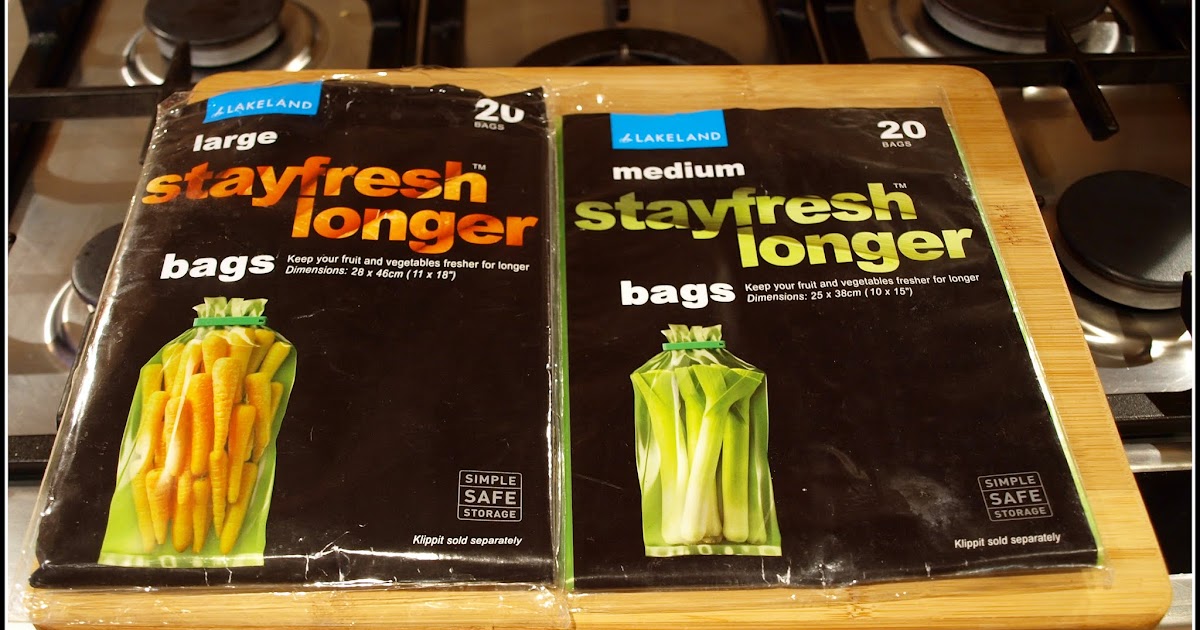 LAKELAND
20
BAGS
large
stayfresh™
longer
bags
Keep your fruit and vegetables fresher for longer
Dimensions: 28 x 46cm (11 x 18")
SIMPLE
SAFE
STORAGE
Klippit sold separately
LAKELAND
20
BAGS
medium
stayfresh™
longer
bags
Keep your fruit and vegetables fresher for longer
Dimensions: 25 x 38cm (10 x 15")
SIMPLE
SAFE
STORAGE
Klippit sold separately